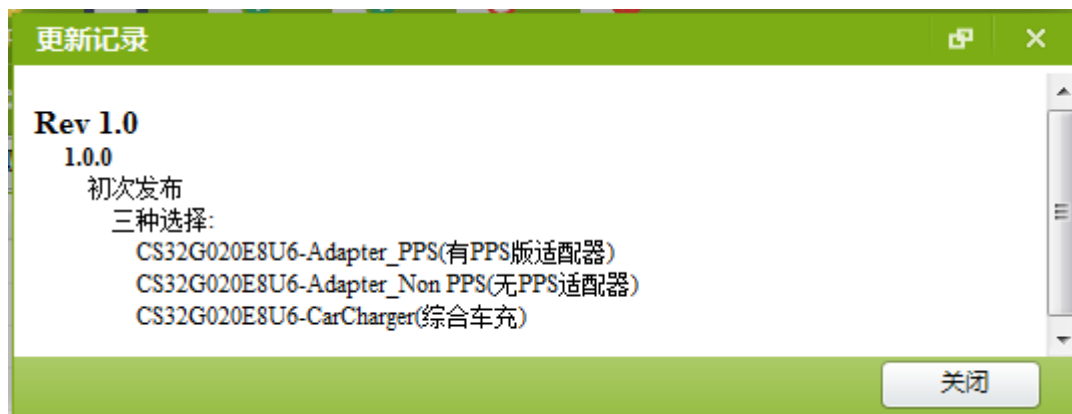 更新记录
Rev 1.0
1.0.0
初次发布
三种选择:
CS32G020E8U6-Adapter_PPS(有PPS版适配器)
CS32G020E8U6-Adapter_Non PPS(无PPS适配器)
CS32G020E8U6-CarCharger(综合车充)
关闭